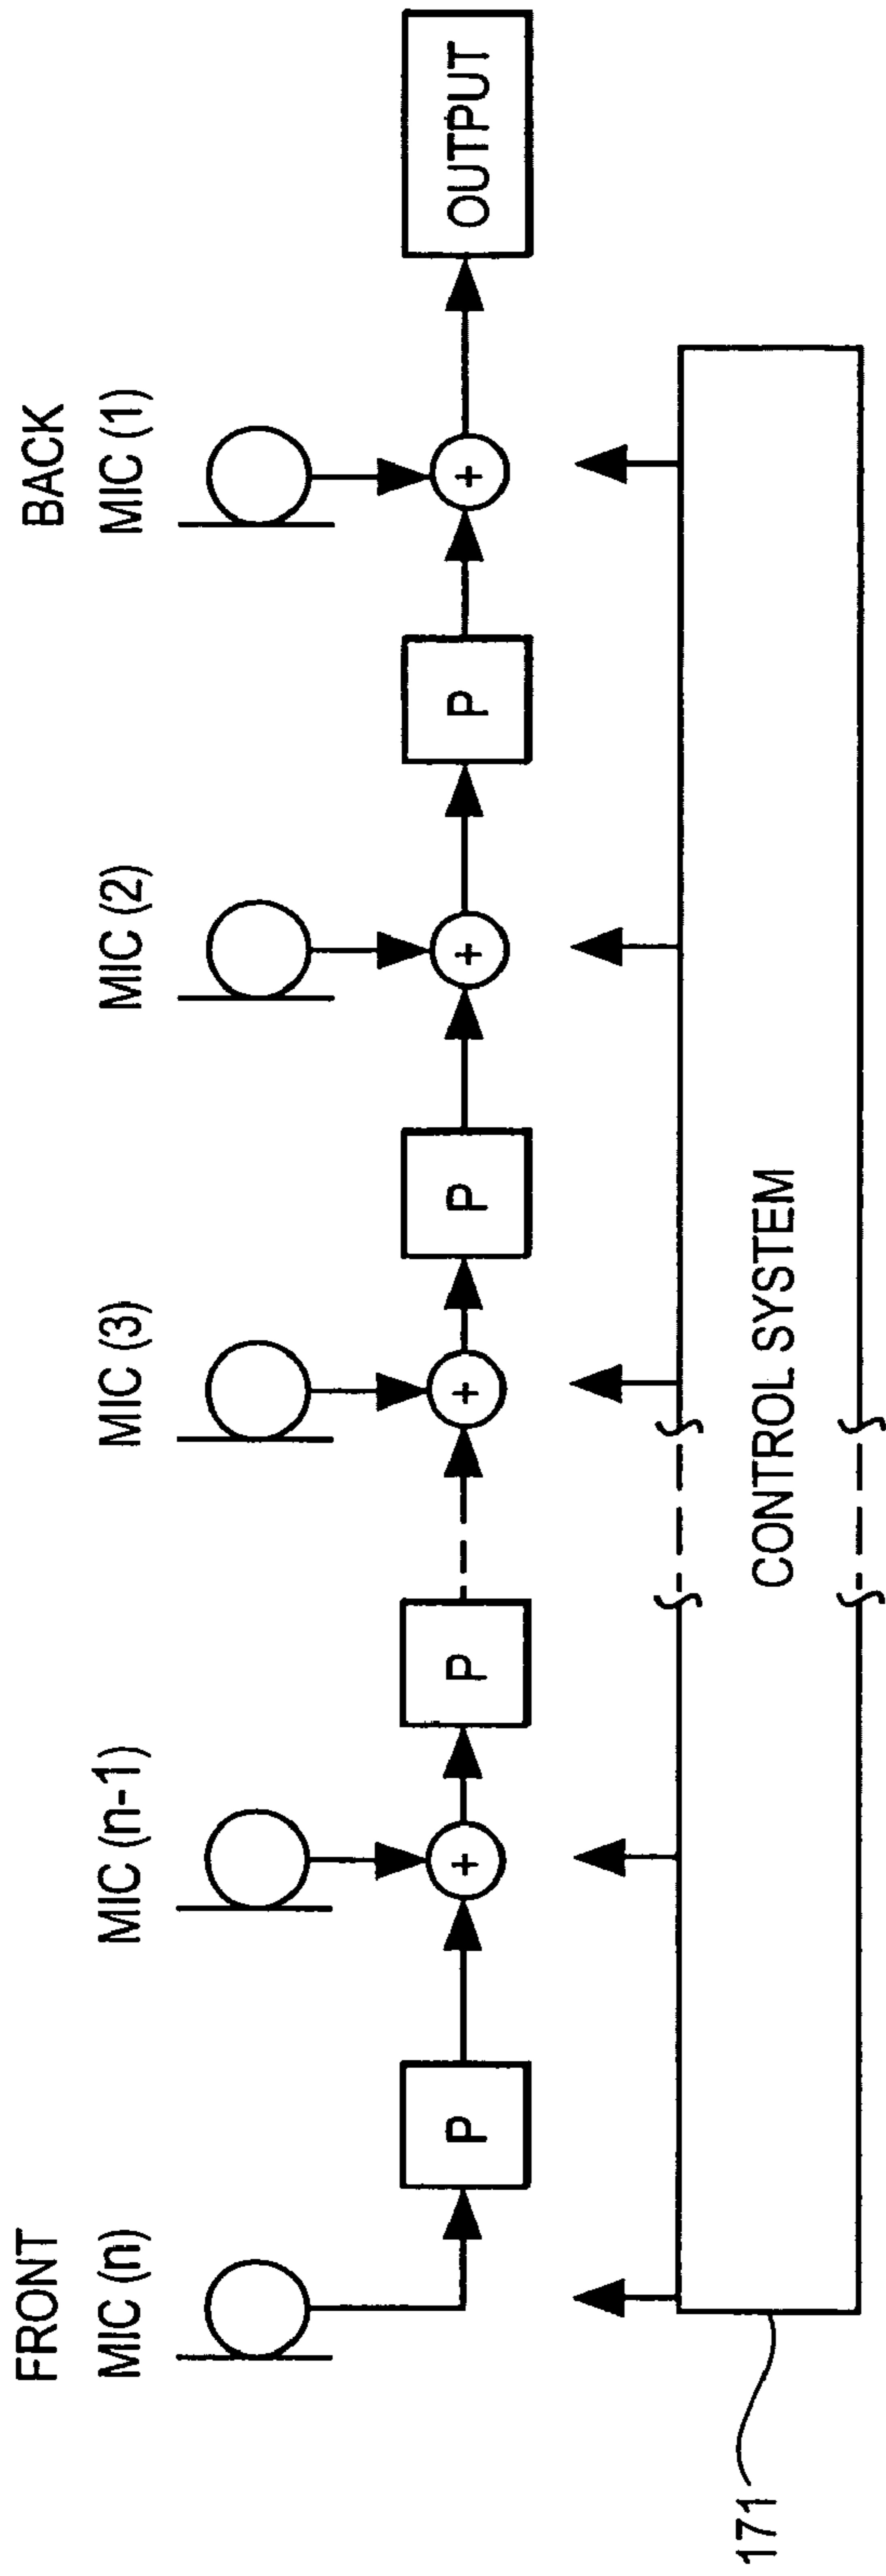 FRONT
BACK
MIC (n)
MIC (n-1)
MIC (3)
MIC (2)
MIC (1)
P
+
P
+
P
+
P
+
OUTPUT
CONTROL SYSTEM
171